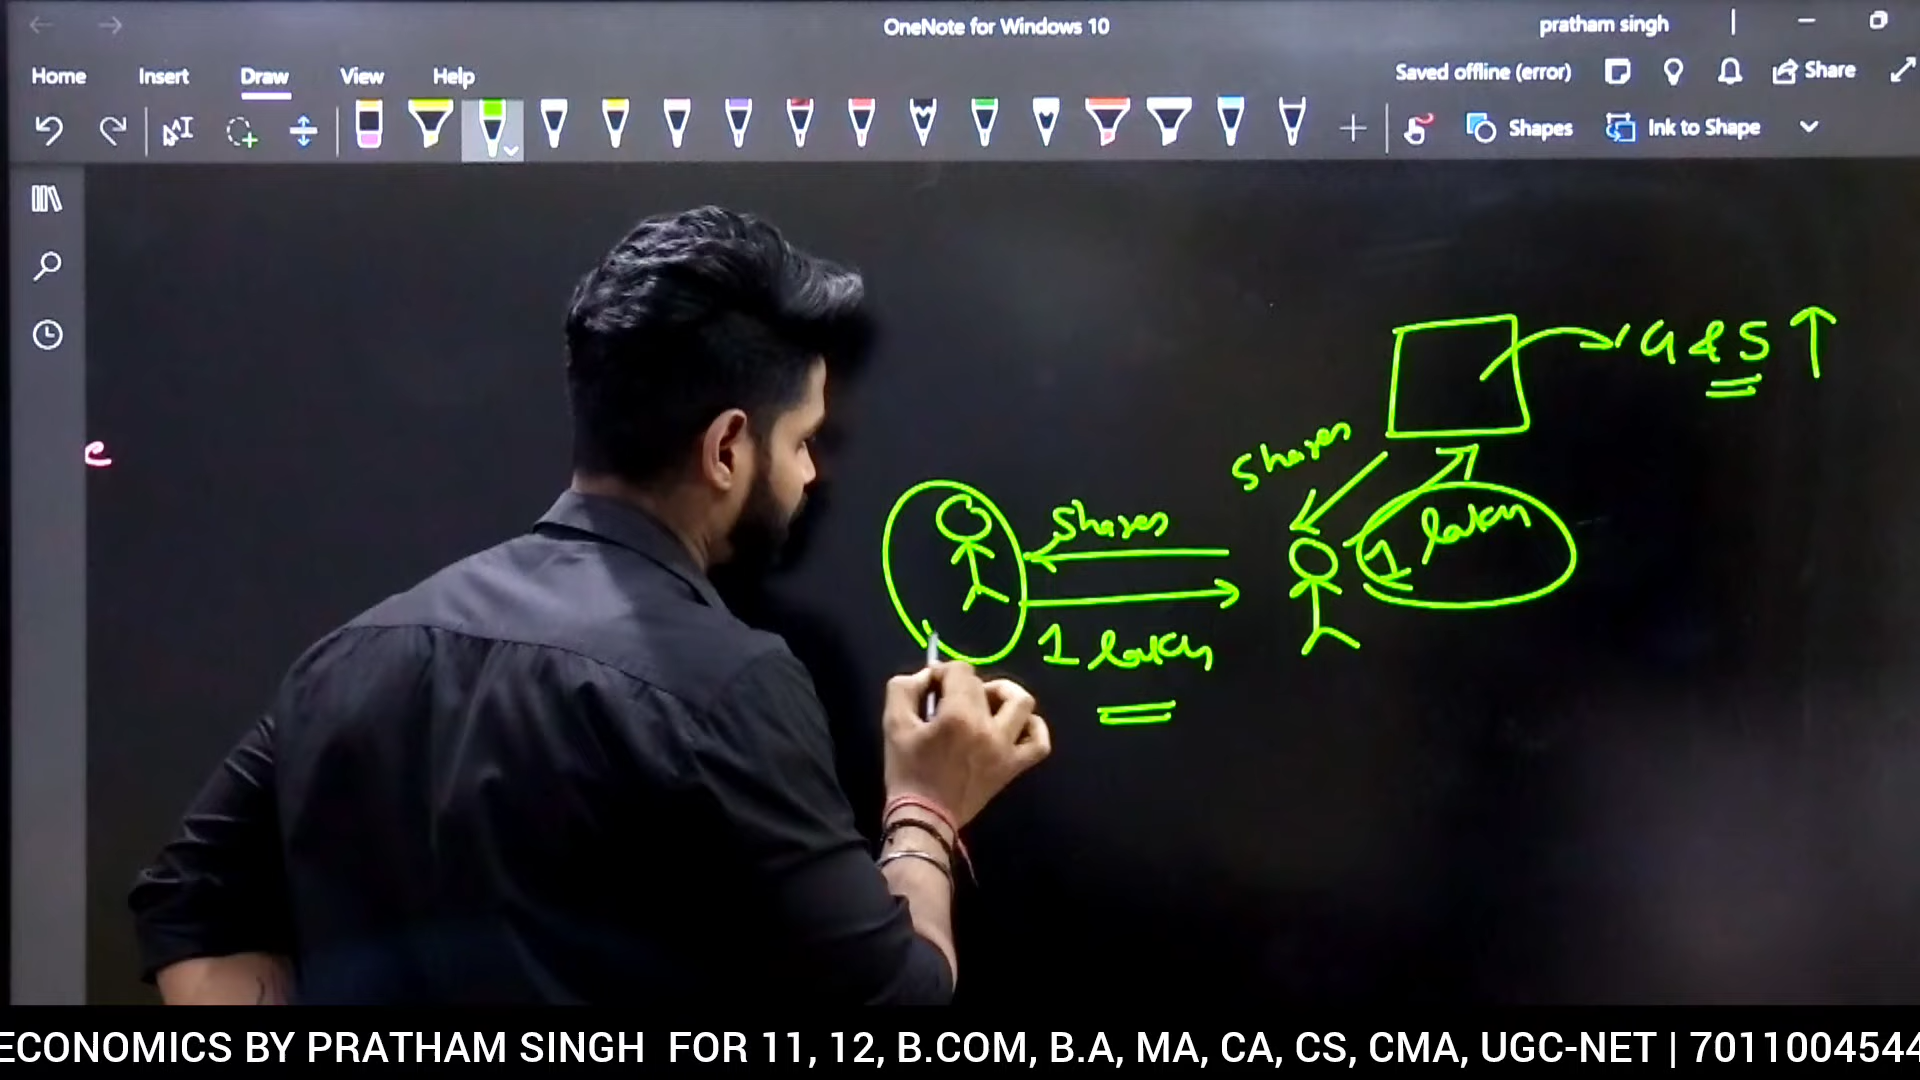 OneNote for Windows 10
pratham singh
Home Insert Draw View Help
Saved offline (error) Share
Shapes Ink to Shape
G & S ↑
Shares
1 lakh
Shares
1 lakh
e
ECONOMICS BY PRATHAM SINGH FOR 11, 12, B.COM, B.A, MA, CA, CS, CMA, UGC-NET | 7011004544